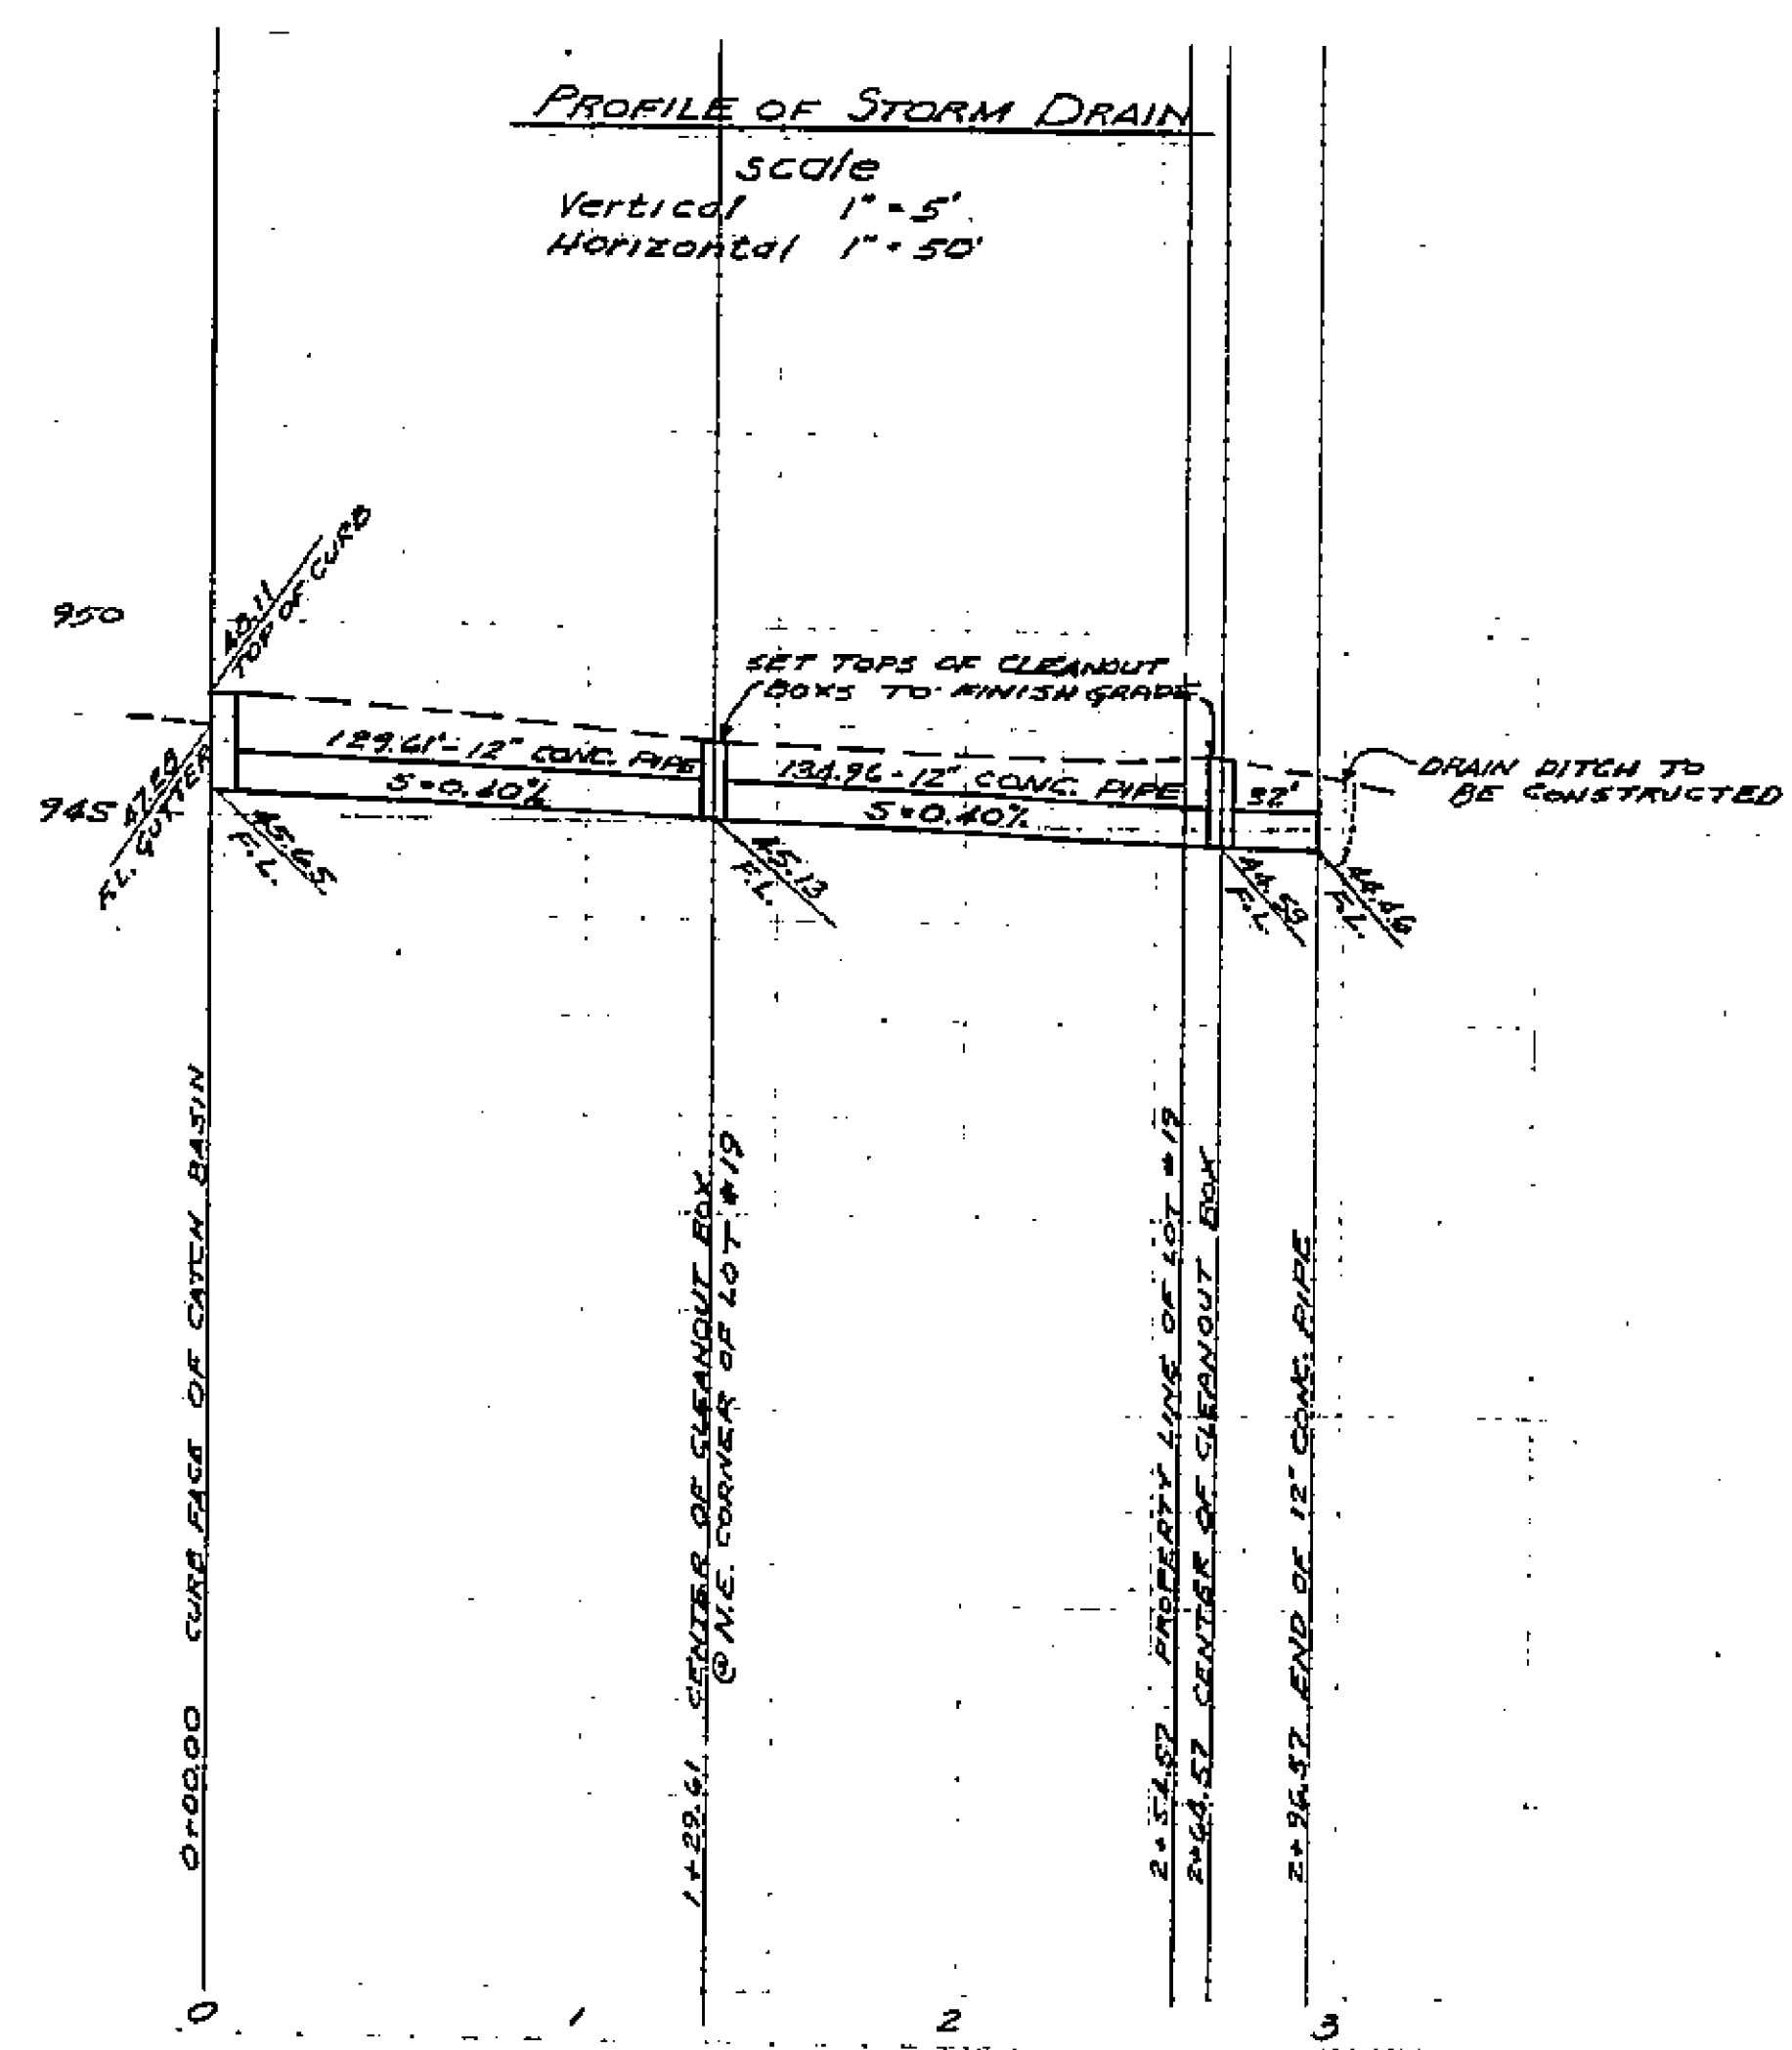 PROFILE OF STORM DRAIN
scale
Vertical 1" = 5'
Horizontal 1" = 50'
950
48.11
TOP OF CURB
SET TOPS OF CLEANOUT
BOXS TO FINISH GRADE
129.61' - 12" CONC. PIPE
S=0.40%
134.96 - 12" CONC. PIPE
S=0.40%
32'
DRAIN DITCH TO
BE CONSTRUCTED
945
F.L. GUTTER
45.65
F.L.
45.13
F.L.
44.59
F.L.
44.46
F.L.
0+00.00 CURB FACE OF CATCH BASIN
1+29.61 CENTER OF CLEANOUT BOX
@ N.E. CORNER OF LOT #19
2+54.57 PROPERTY LINE OF LOT #19
2+64.57 CENTER OF CLEANOUT BOX
2+96.57 END OF 12" CONC. PIPE
0 1 2 3